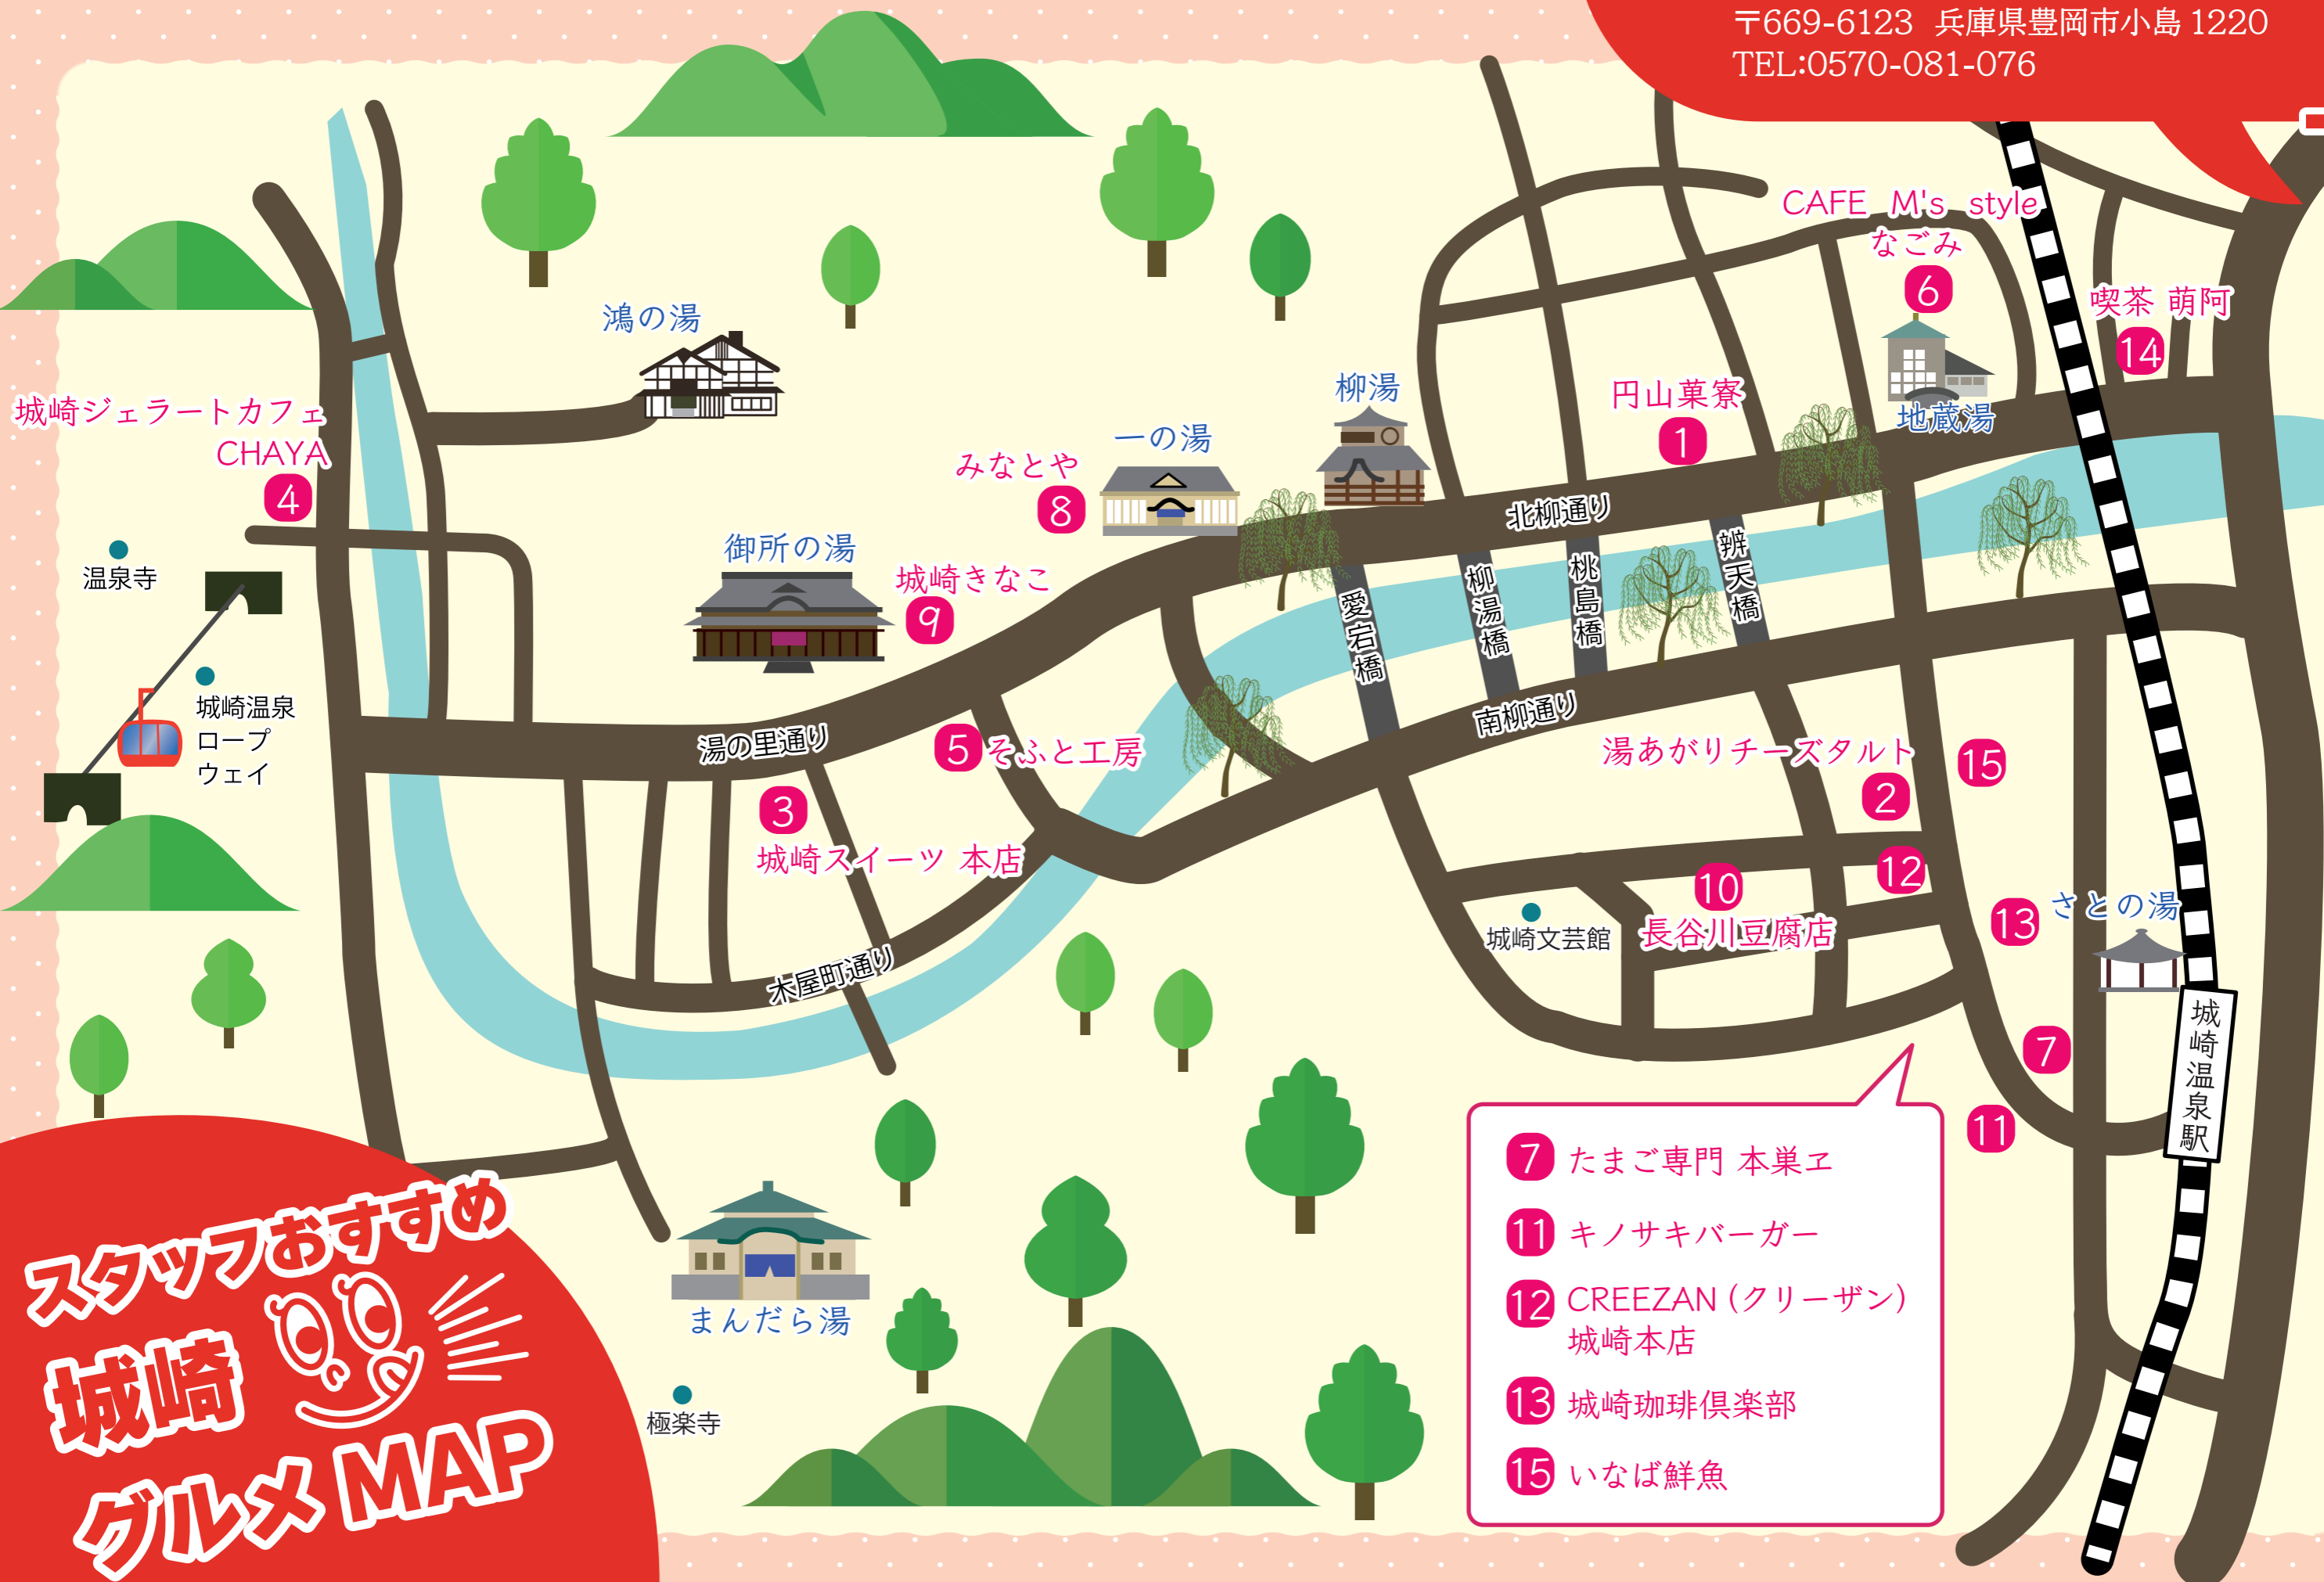 〒669-6123 兵庫県豊岡市小島 1220
TEL:0570-081-076
CAFE M's style
なごみ
6
喫茶 萌阿
14
地蔵湯
鴻の湯
柳湯
円山菓寮
1
城崎ジェラートカフェ
CHAYA
4
一の湯
みなとや
8
北柳通り
御所の湯
城崎きなこ
9
温泉寺
愛宕橋
柳湯橋
桃島橋
辨天橋
城崎温泉
ロープ
ウェイ
湯の里通り
南柳通り
5 そふと工房
湯あがりチーズタルト
2
15
3
城崎スイーツ 本店
12
10
長谷川豆腐店
城崎文芸館
13
さとの湯
木屋町通り
城崎温泉駅
7
11
まんだら湯
極楽寺
7 たまご専門 本巣ヱ
11 キノサキバーガー
12 CREEZAN (クリーザン)
城崎本店
13 城崎珈琲倶楽部
15 いなば鮮魚
スタッフおすすめ
城崎
グルメ MAP